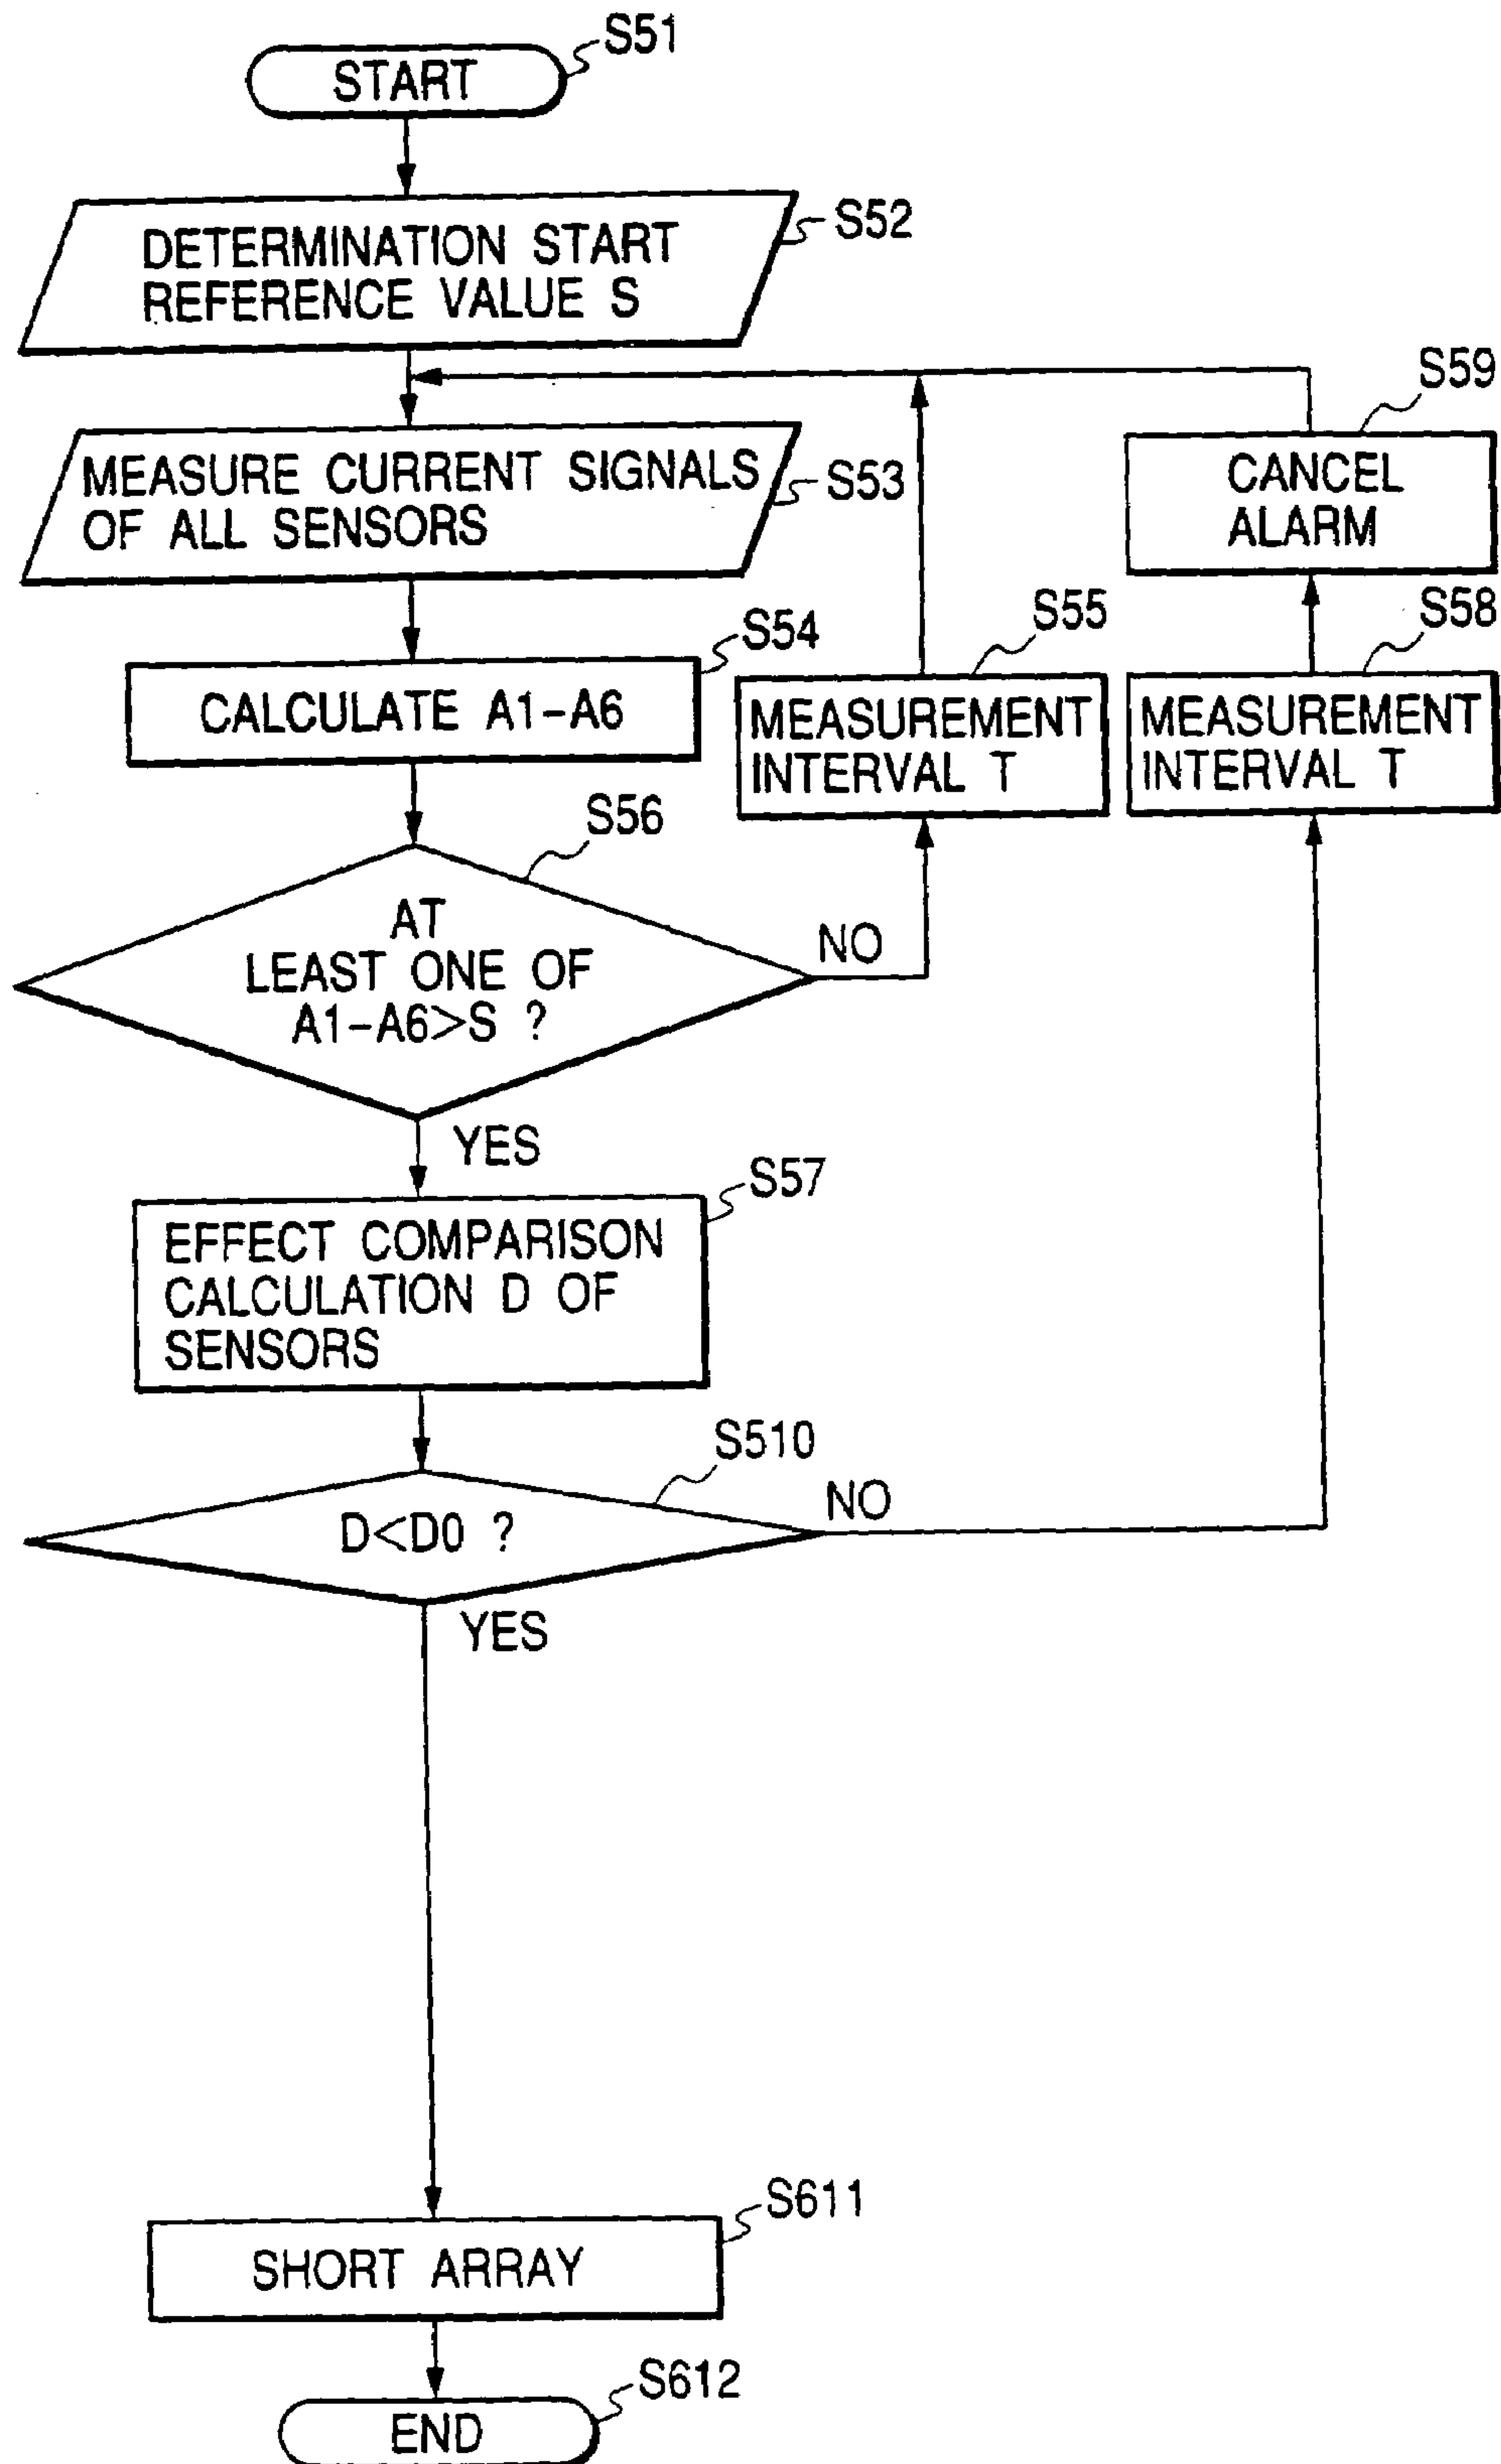 START
S51
DETERMINATION START
REFERENCE VALUE S
S52
MEASURE CURRENT SIGNALS
OF ALL SENSORS
S53
S59
CANCEL
ALARM
S54
CALCULATE A1-A6
S55
MEASUREMENT
INTERVAL T
S58
MEASUREMENT
INTERVAL T
S56
AT
LEAST ONE OF
A1-A6>S ?
NO
YES
S57
EFFECT COMPARISON
CALCULATION D OF
SENSORS
S510
D<D0 ?
NO
YES
S611
SHORT ARRAY
S612
END